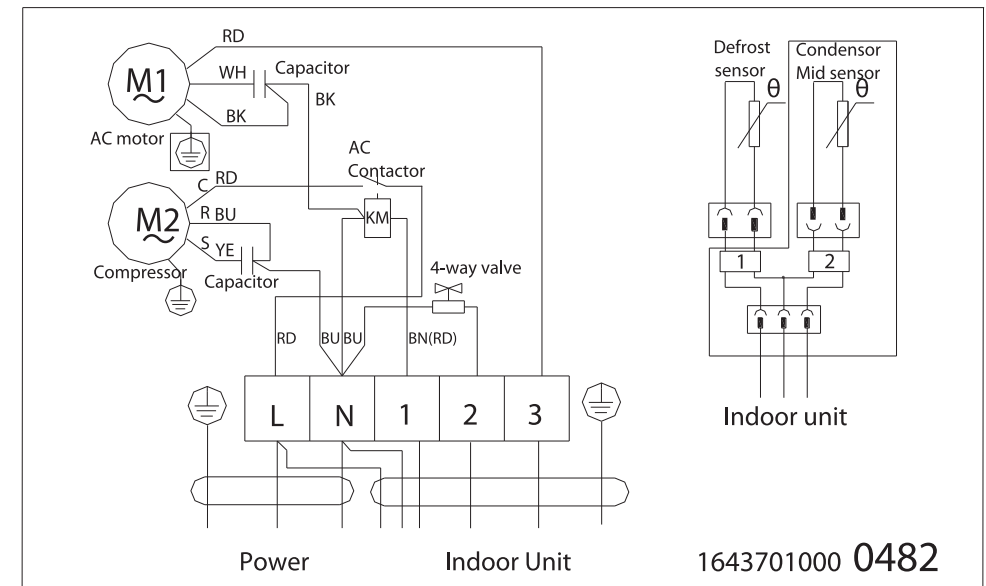 RD
M1
WH
Capacitor
BK
BK
AC motor
AC
Contactor
C RD
R BU
KM
M2
S YE
Compressor
Capacitor
4-way valve
RD
BU BU
BN(RD)
L N 1 2 3
Power
Indoor Unit
Defrost
sensor
Condensor
Mid sensor
θ θ
1 2
Indoor unit
1643701000 0482